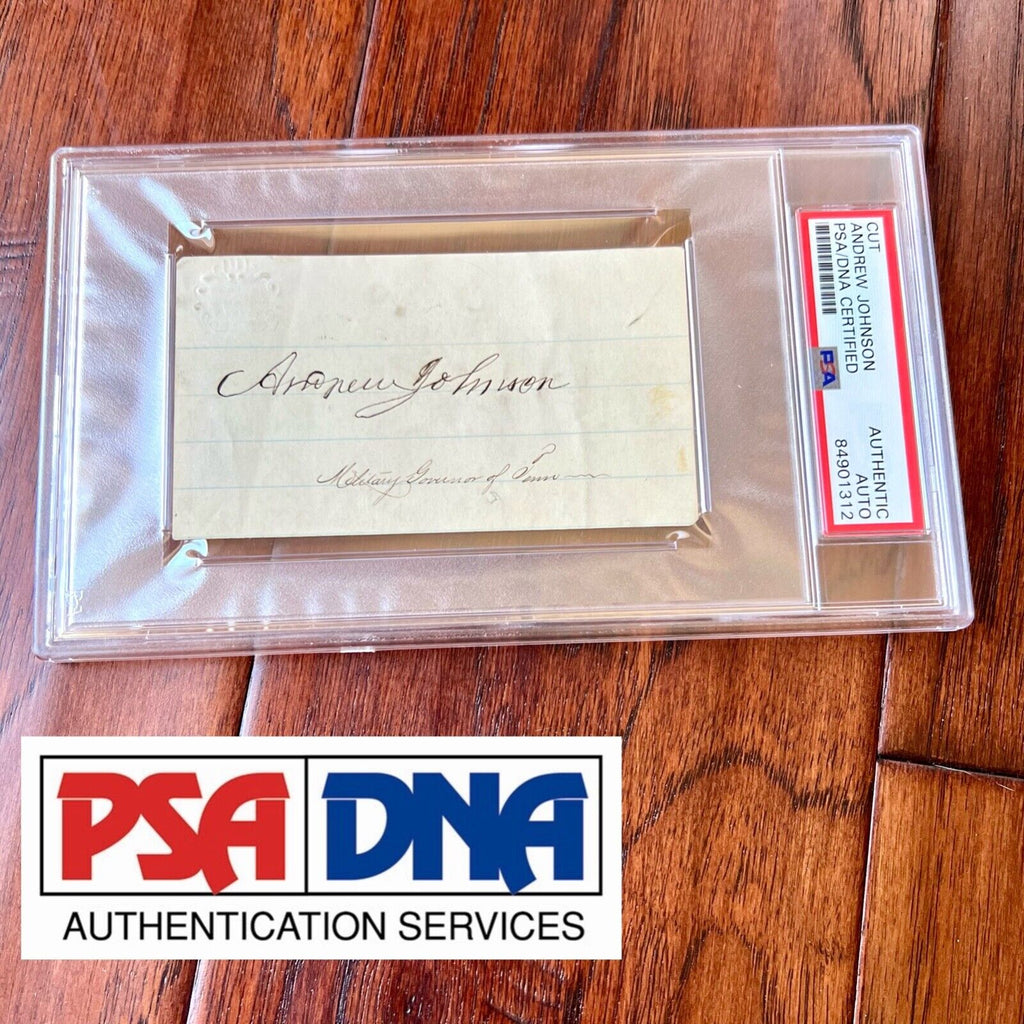 Andrew Johnson
Military Governor of Tenn
CUT
ANDREW JOHNSON
PSA/DNA CERTIFIED
AUTHENTIC
AUTO
84901312
PSA
PSA DNA
AUTHENTICATION SERVICES